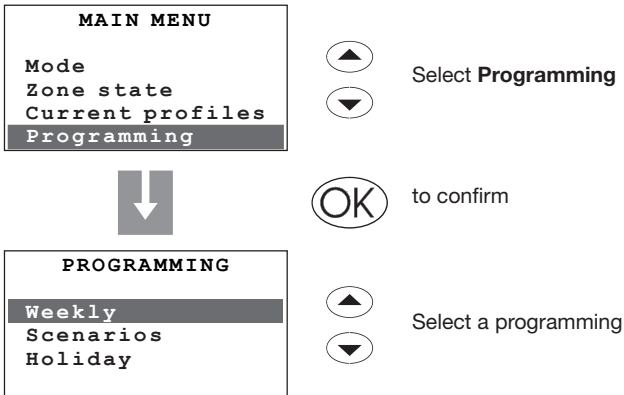 MAIN MENU
Mode
Zone state
Current profiles
Programming
Select Programming
OK
to confirm
PROGRAMMING
Weekly
Scenarios
Holiday
Select a programming